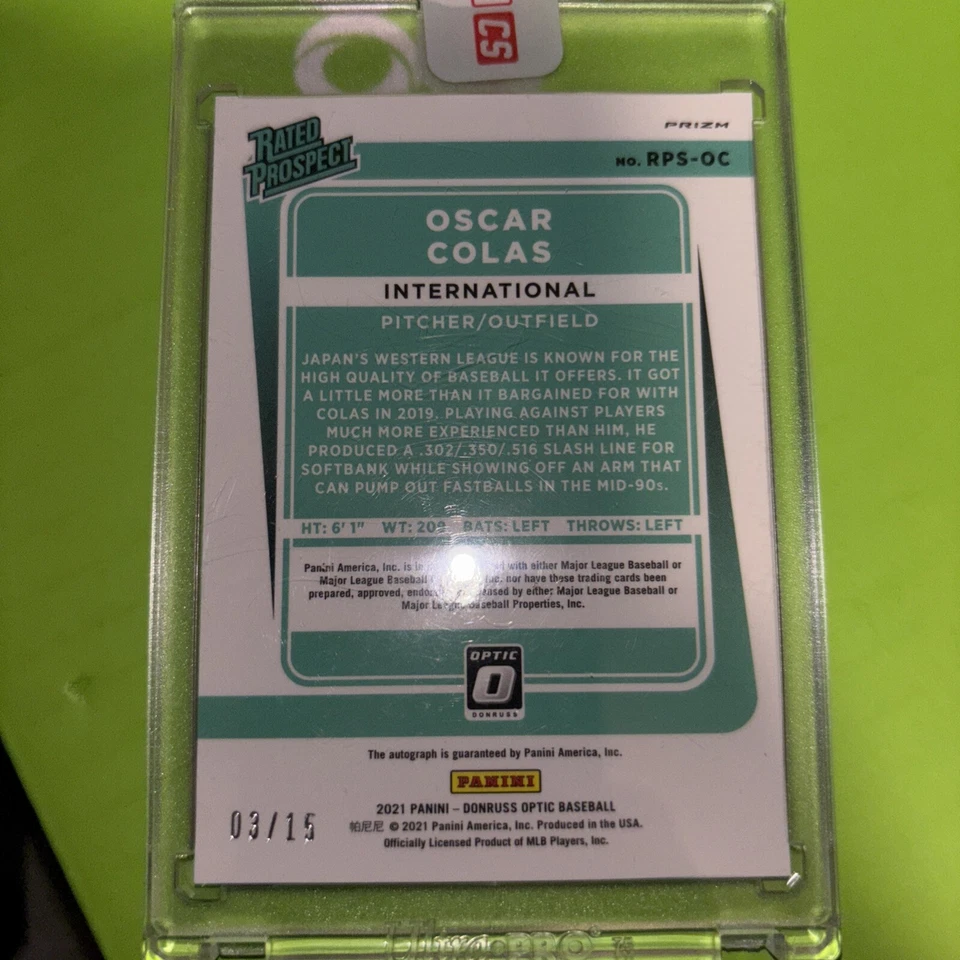 CS
RATED
PROSPECT
PRIZM
NO. RPS-OC
OSCAR
COLAS
INTERNATIONAL
PITCHER/OUTFIELD
JAPAN'S WESTERN LEAGUE IS KNOWN FOR THE
HIGH QUALITY OF BASEBALL IT OFFERS. IT GOT
A LITTLE MORE THAN IT BARGAINED FOR WITH
COLAS IN 2019. PLAYING AGAINST PLAYERS
MUCH MORE EXPERIENCED THAN HIM, HE
PRODUCED A .302/.350/.516 SLASH LINE FOR
SOFTBANK WHILE SHOWING OFF AN ARM THAT
CAN PUMP OUT FASTBALLS IN THE MID-90s.
HT: 6' 1" WT: 209 BATS: LEFT THROWS: LEFT
Panini America, Inc. is with either Major League Baseball or
Major League Baseball Inc. nor have these trading cards been
prepared, approved, by either Major League Baseball or
Major League Baseball Properties, Inc.
OPTIC
O
DONRUSS
The autograph is guaranteed by Panini America, Inc.
PANINI
2021 PANINI – DONRUSS OPTIC BASEBALL
帕尼尼 © 2021 Panini America, Inc. Produced in the USA.
Officially Licensed Product of MLB Players, Inc.
03/15
Ultra PRO